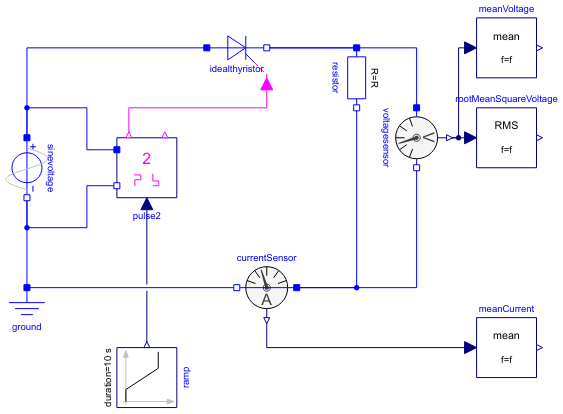 meanVoltage
mean
f=f
idealthyristor
resistor
R=R
rootMeanSquareVoltage
RMS
f=f
voltagesensor
+
sinevoltage
−
2
pulse2
currentSensor
A
ground
meanCurrent
mean
f=f
duration=10 s
ramp